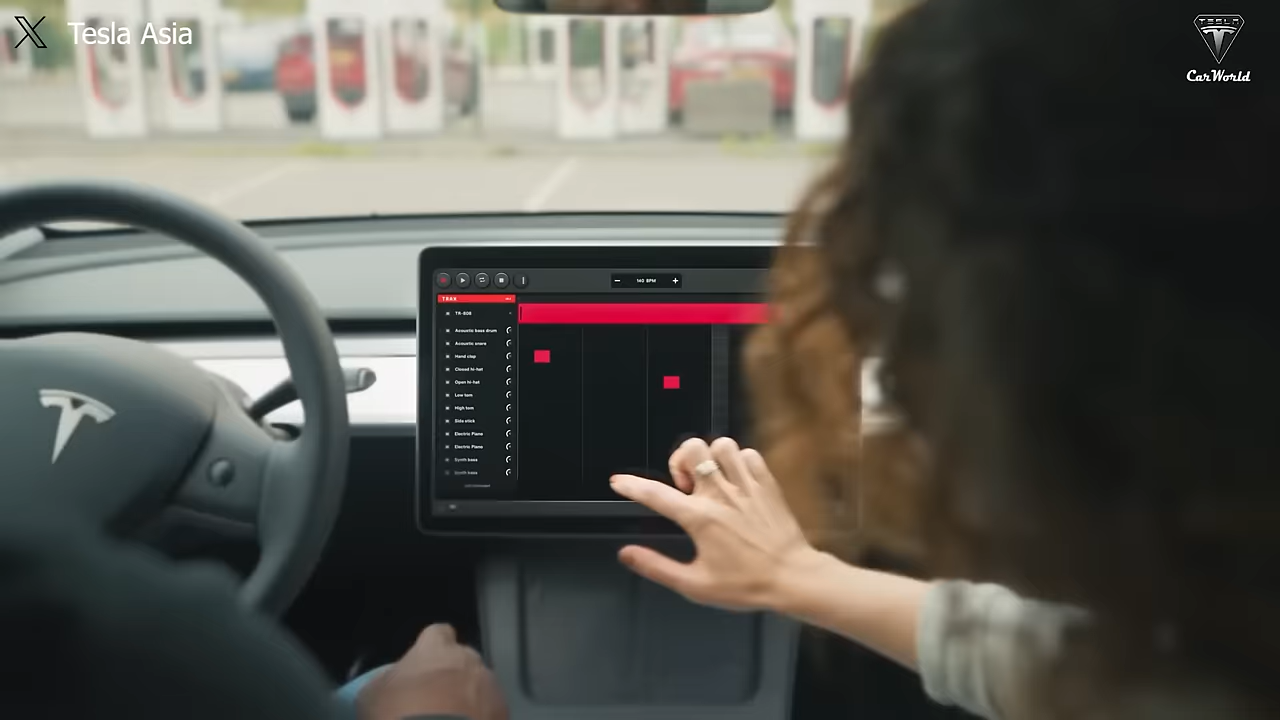 Tesla Asia
TESLA
CarWorld
140 BPM
TRAX
TR-808
Acoustic bass drum
Acoustic snare
Hand clap
Closed hi-hat
Open hi-hat
Low tom
High tom
Side stick
Electric Piano
Electric Piano
Synth bass
Synth bass